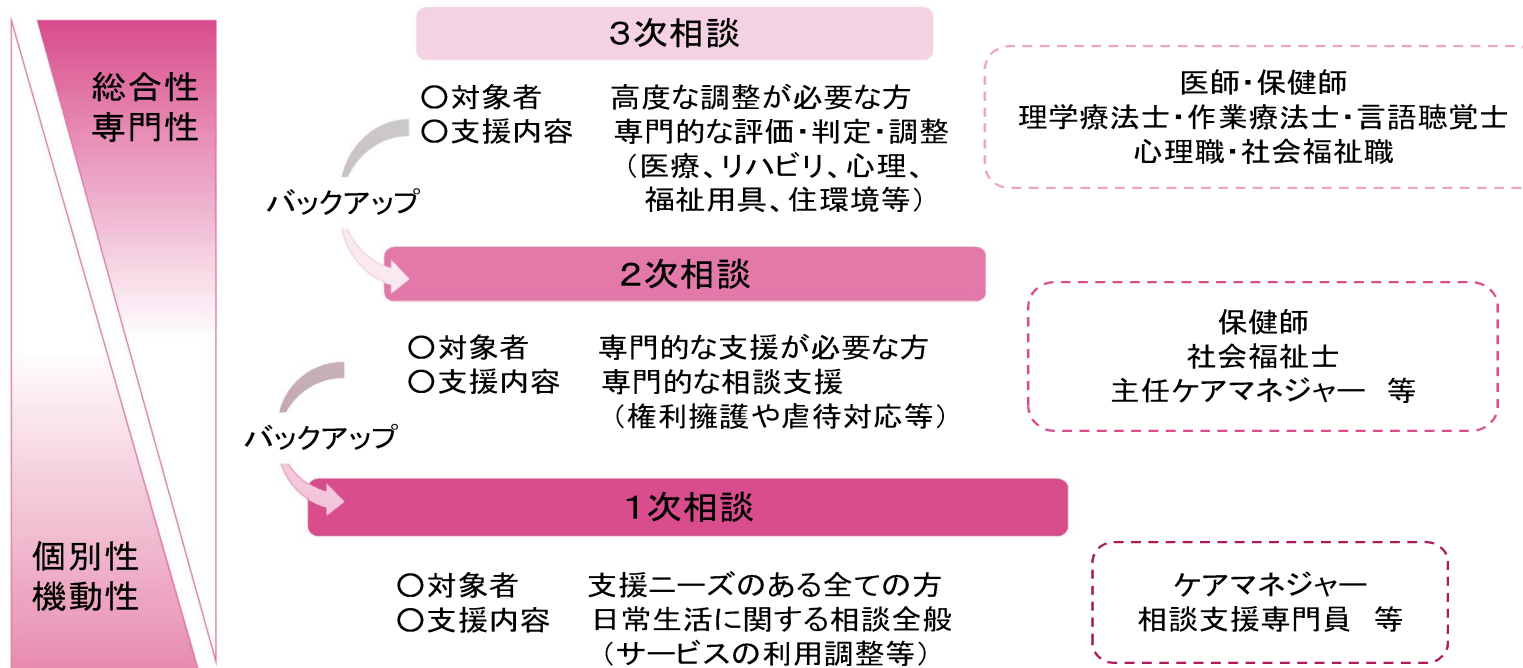 総合性
専門性
個別性
機動性
3次相談
○対象者　高度な調整が必要な方
○支援内容　専門的な評価・判定・調整
（医療、リハビリ、心理、
福祉用具、住環境等）
医師・保健師
理学療法士・作業療法士・言語聴覚士
心理職・社会福祉職
バックアップ
2次相談
○対象者　専門的な支援が必要な方
○支援内容　専門的な相談支援
（権利擁護や虐待対応等）
保健師
社会福祉士
主任ケアマネジャー　等
バックアップ
1次相談
○対象者　支援ニーズのある全ての方
○支援内容　日常生活に関する相談全般
（サービスの利用調整等）
ケアマネジャー
相談支援専門員　等